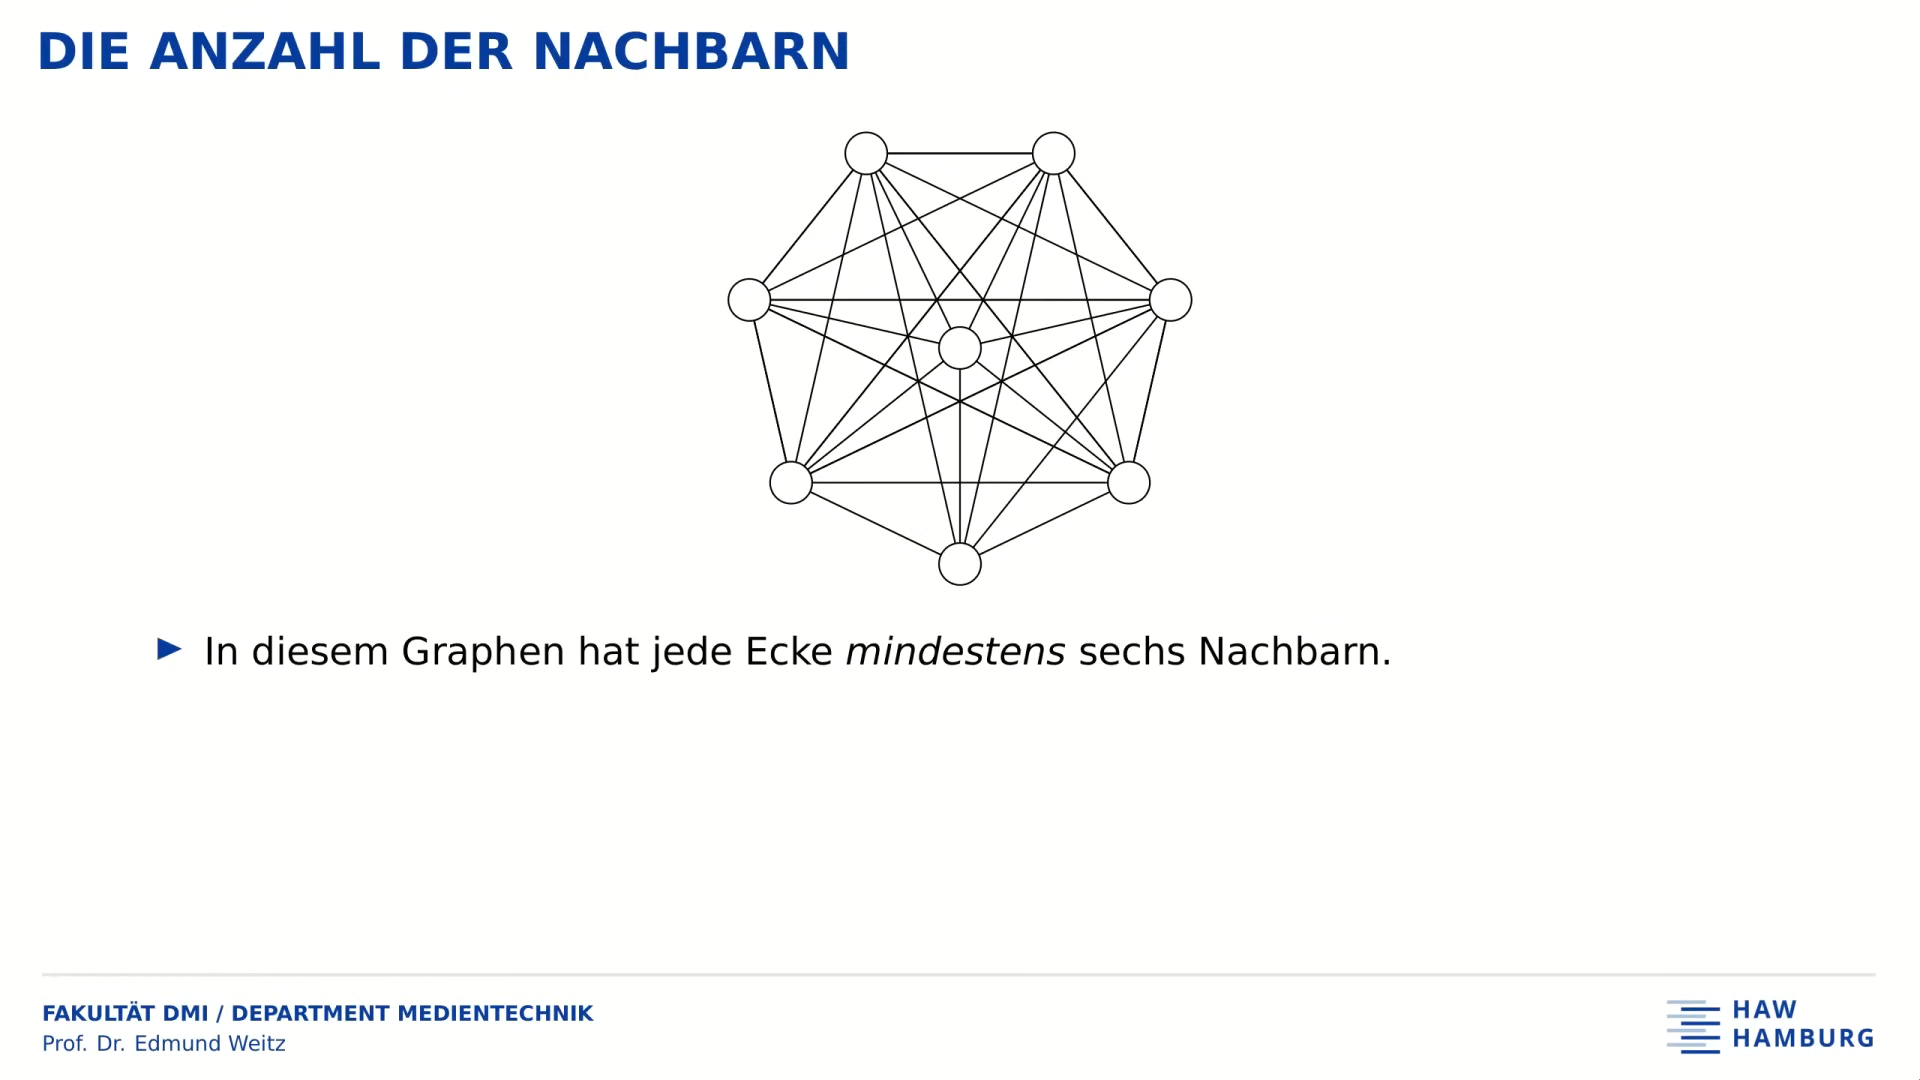 DIE ANZAHL DER NACHBARN
► In diesem Graphen hat jede Ecke mindestens sechs Nachbarn.
FAKULTÄT DMI / DEPARTMENT MEDIENTECHNIK
Prof. Dr. Edmund Weitz
HAW
HAMBURG